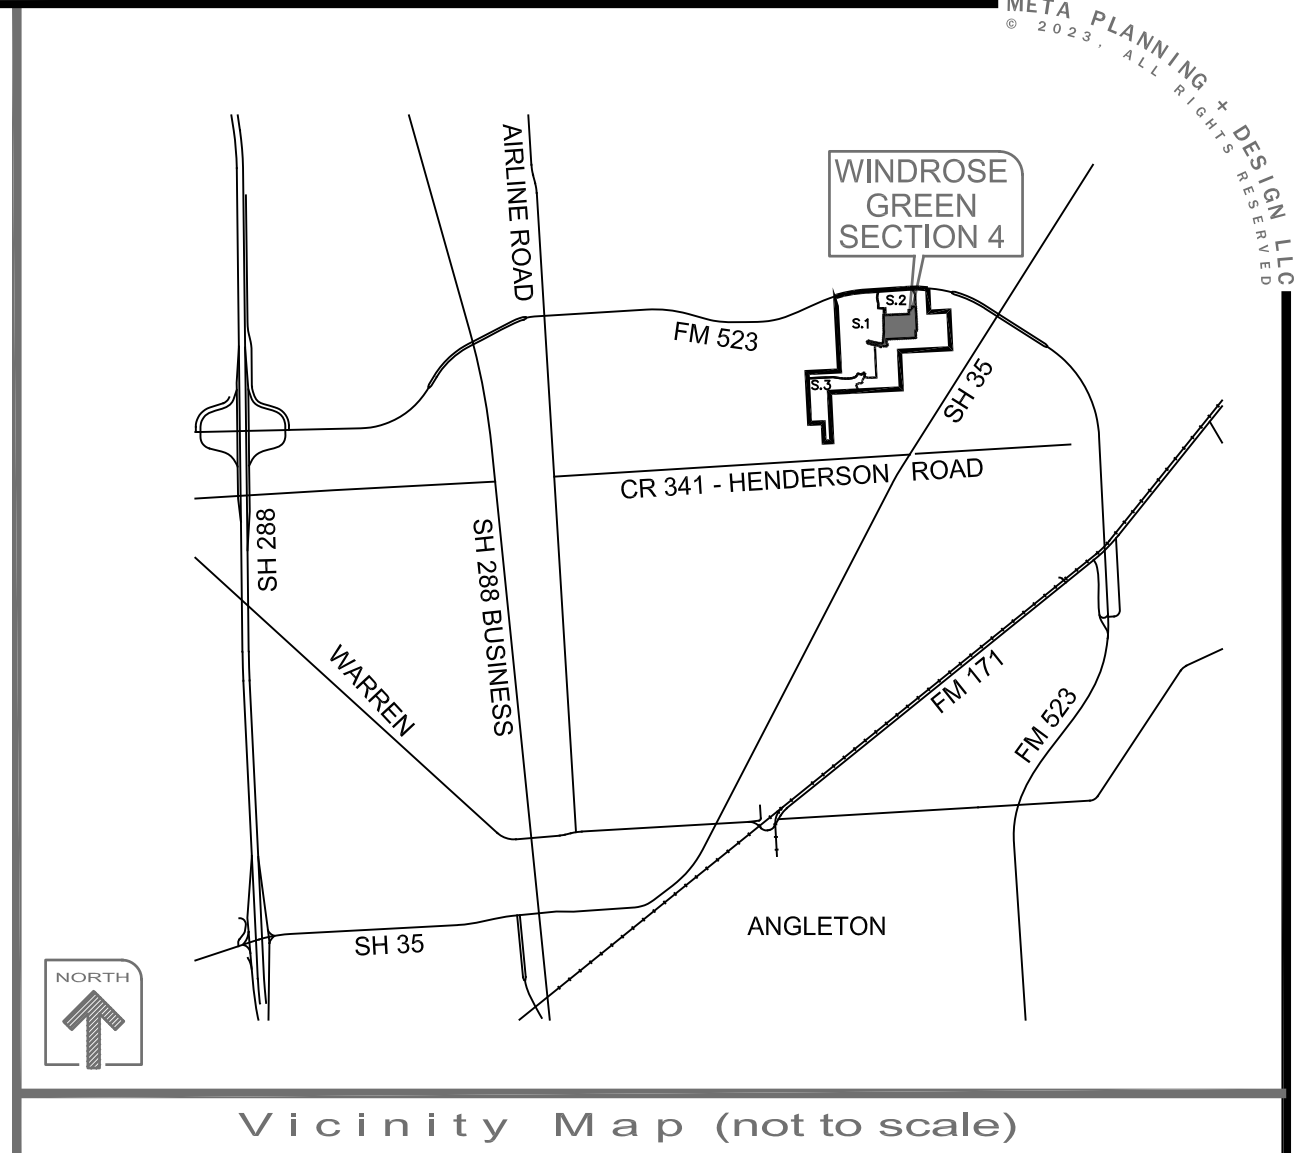 META PLANNING + DESIGN LLC
© 2023, ALL RIGHTS RESERVED
AIRLINE ROAD
WINDROSE
GREEN
SECTION 4
S.2
S.1
FM 523
S.3
SH 35
CR 341 - HENDERSON ROAD
SH 288
SH 288 BUSINESS
WARREN
FM 171
FM 523
ANGLETON
SH 35
NORTH
Vicinity Map (not to scale)